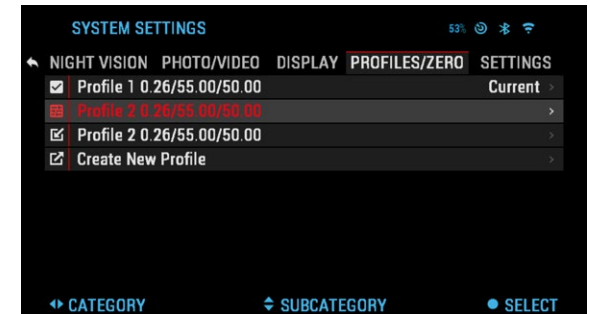 SYSTEM SETTINGS 53%
NIGHT VISION PHOTO/VIDEO DISPLAY PROFILES/ZERO SETTINGS
Profile 1 0.26/55.00/50.00 Current
Profile 2 0.26/55.00/50.00
Profile 2 0.26/55.00/50.00
Create New Profile
CATEGORY SUBCATEGORY SELECT